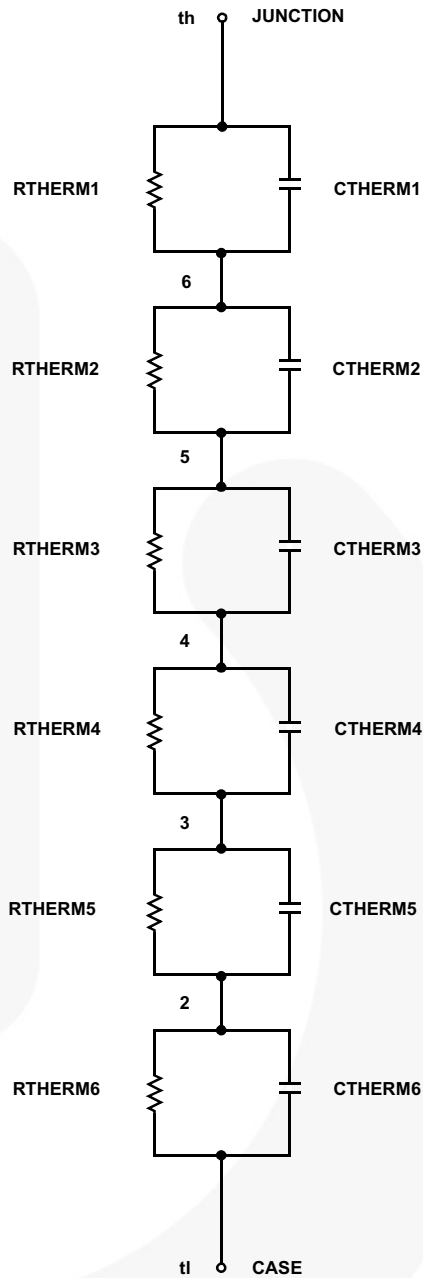 th JUNCTION
RTHERM1 CTHERM1
6
RTHERM2 CTHERM2
5
RTHERM3 CTHERM3
4
RTHERM4 CTHERM4
3
RTHERM5 CTHERM5
2
RTHERM6 CTHERM6
tl CASE